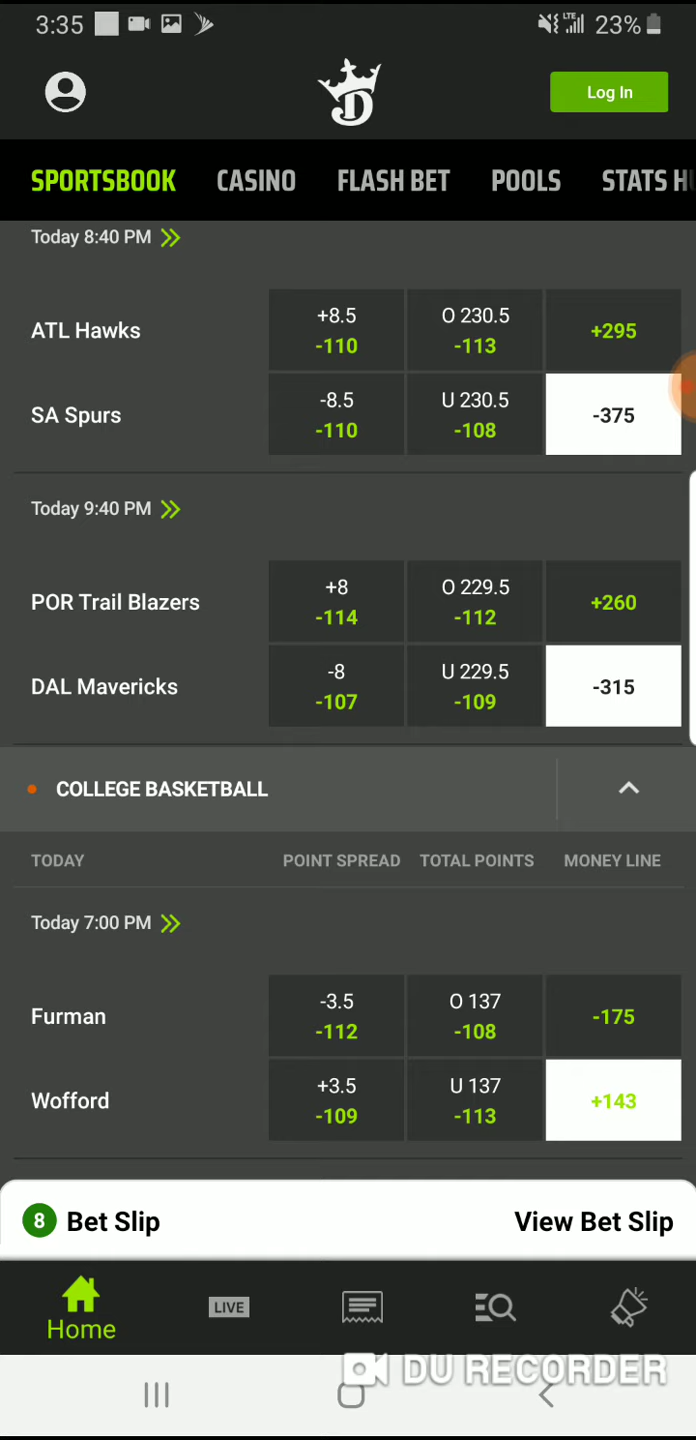 3:35 LTE 23%
D
Log In
SPORTSBOOK CASINO FLASH BET POOLS STATS H
Today 8:40 PM
+8.5 O 230.5
ATL Hawks +295
-110 -113
-8.5 U 230.5
SA Spurs -375
-110 -108
Today 9:40 PM
+8 O 229.5
POR Trail Blazers +260
-114 -112
-8 U 229.5
DAL Mavericks -315
-107 -109
COLLEGE BASKETBALL
TODAY POINT SPREAD TOTAL POINTS MONEY LINE
Today 7:00 PM
-3.5 O 137
Furman -175
-112 -108
+3.5 U 137
Wofford +143
-109 -113
8 Bet Slip View Bet Slip
LIVE
Home
DU RECORDER